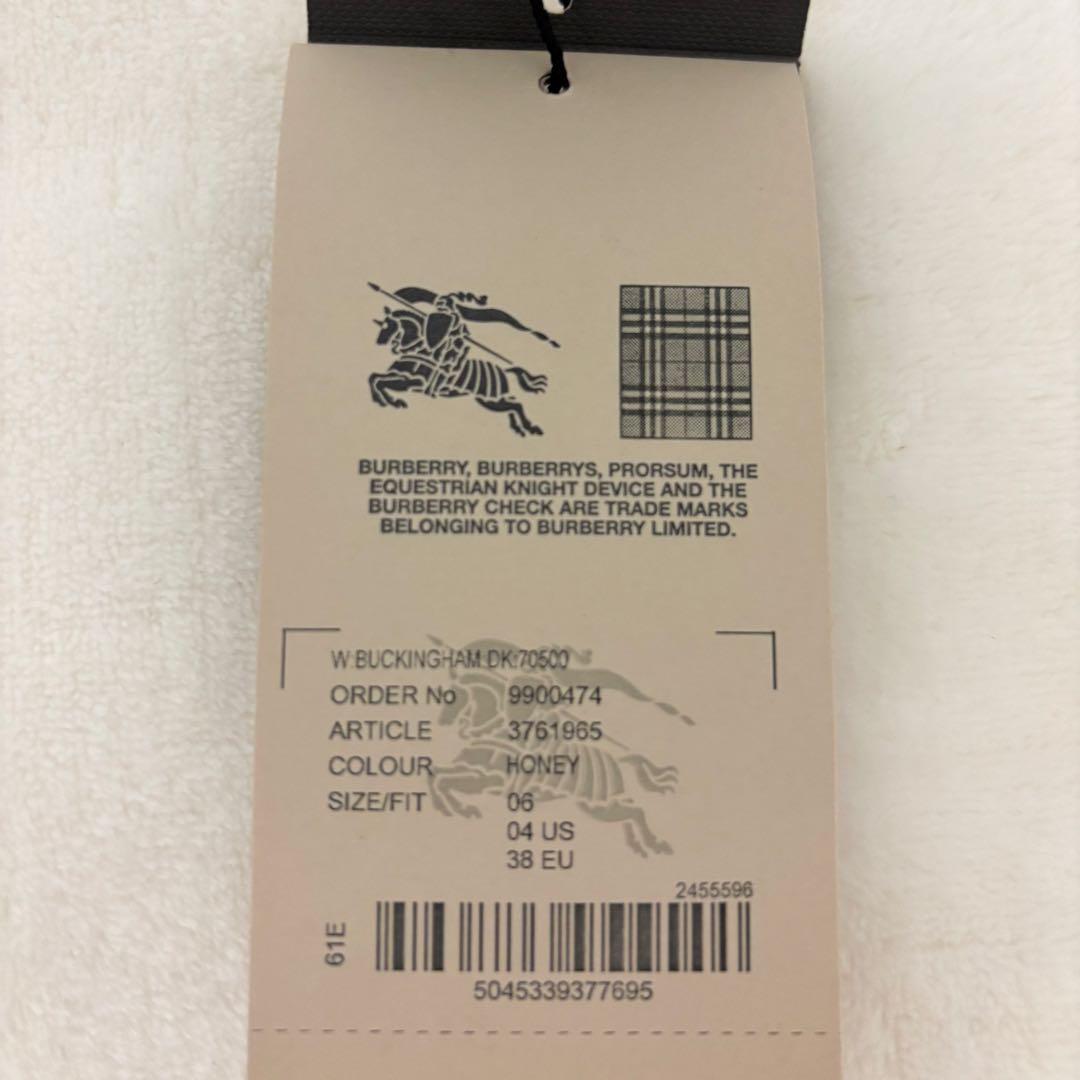 BURBERRY, BURBERRYS, PRORSUM, THE
EQUESTRIAN KNIGHT DEVICE AND THE
BURBERRY CHECK ARE TRADE MARKS
BELONGING TO BURBERRY LIMITED.
W:BUCKINGHAM:DK:70500
ORDER No 9900474
ARTICLE 3761965
COLOUR HONEY
SIZE/FIT 06
04 US
38 EU
2455596
61E
5045339377695